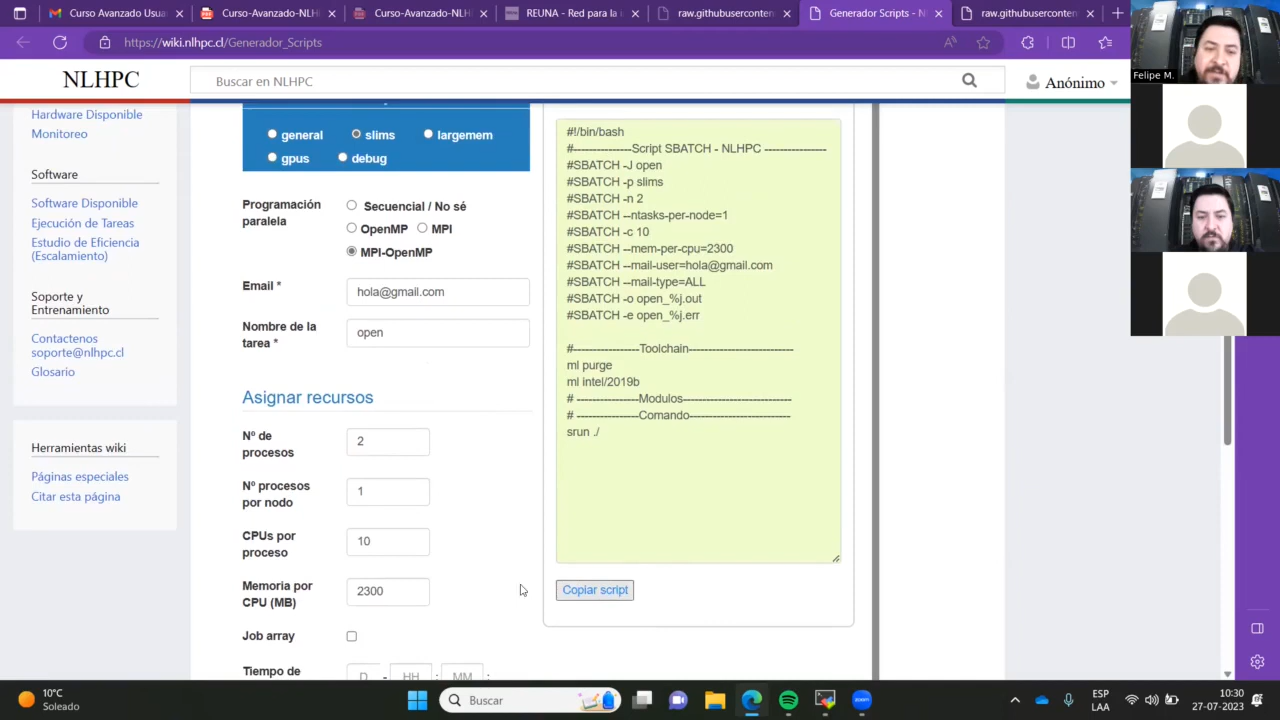 Curso Avanzado Usua
Curso-Avanzado-NLH
Curso-Avanzado-NLH
REUNA - Red para la i
raw.githubusercontent
Generador Scripts - N
raw.githubusercontent
https://wiki.nlhpc.cl/Generador_Scripts
NLHPC
Buscar en NLHPC
Anónimo
Felipe M.
Hardware Disponible
Monitoreo
Software
Software Disponible
Ejecución de Tareas
Estudio de Eficiencia
(Escalamiento)
Soporte y
Entrenamiento
Contactenos
soporte@nlhpc.cl
Glosario
Herramientas wiki
Páginas especiales
Citar esta página
general slims largemem
gpus debug
Programación
paralela
Secuencial / No sé
OpenMP MPI
MPI-OpenMP
Email *
hola@gmail.com
Nombre de la
tarea *
open
Asignar recursos
Nº de
procesos
2
Nº procesos
por nodo
1
CPUs por
proceso
10
Memoria por
CPU (MB)
2300
Job array
Tiempo de
D - HH : MM :
#!/bin/bash
#---------------Script SBATCH - NLHPC ----------------
#SBATCH -J open
#SBATCH -p slims
#SBATCH -n 2
#SBATCH --ntasks-per-node=1
#SBATCH -c 10
#SBATCH --mem-per-cpu=2300
#SBATCH --mail-user=hola@gmail.com
#SBATCH --mail-type=ALL
#SBATCH -o open_%j.out
#SBATCH -e open_%j.err
#-----------------Toolchain---------------------------
ml purge
ml intel/2019b
# ----------------Modulos----------------------------
# ----------------Comando--------------------------
srun ./
Copiar script
10°C
Soleado
Buscar
zoom
ESP
LAA
10:30
27-07-2023